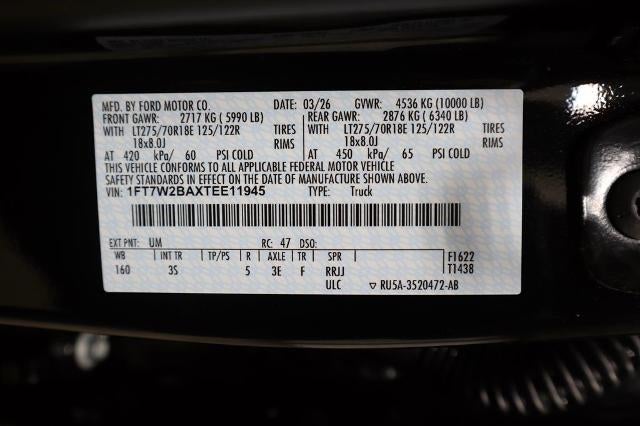 MFD. BY FORD MOTOR CO. DATE: 03/26 GVWR: 4536 KG (10000 LB)
FRONT GAWR: 2717 KG ( 5990 LB) REAR GAWR: 2876 KG ( 6340 LB)
WITH LT275/70R18E 125/122R TIRES WITH LT275/70R18E 125/122R TIRES
18x8.0J RIMS 18x8.0J RIMS
AT 420 kPa/ 60 PSI COLD AT 450 kPa/ 65 PSI COLD
THIS VEHICLE CONFORMS TO ALL APPLICABLE FEDERAL MOTOR VEHICLE
SAFETY STANDARDS IN EFFECT ON THE DATE OF MANUFACTURE SHOWN ABOVE.
VIN: 1FT7W2BAXTEE11945 TYPE: Truck
EXT PNT: UM RC: 47 DSO:
WB INT TR TP/PS R AXLE TR SPR F1622
160 3S 5 3E F RRJJ T1438
ULC ▽ RU5A-3520472-AB